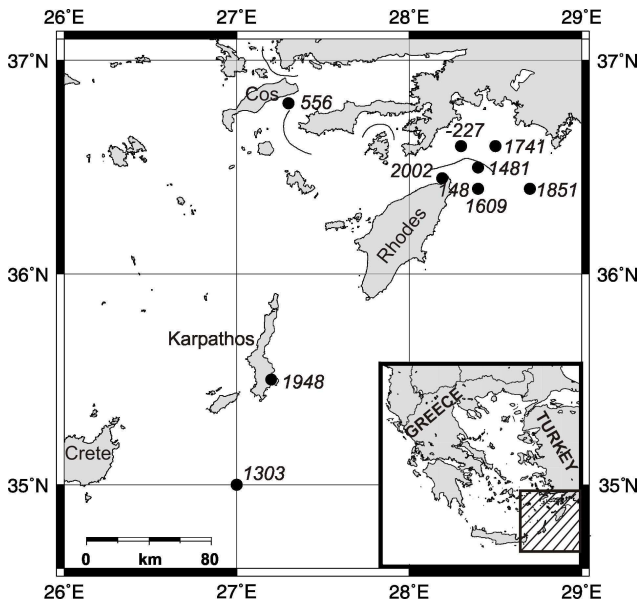 26°E 27°E 28°E 29°E
37°N 37°N
Cos 556
-227 1741
1481
2002 148 1851
1609
Rhodes
36°N 36°N
Karpathos
1948
GREECE TURKEY
Crete
1303
35°N 35°N
0 km 80
26°E 27°E 28°E 29°E